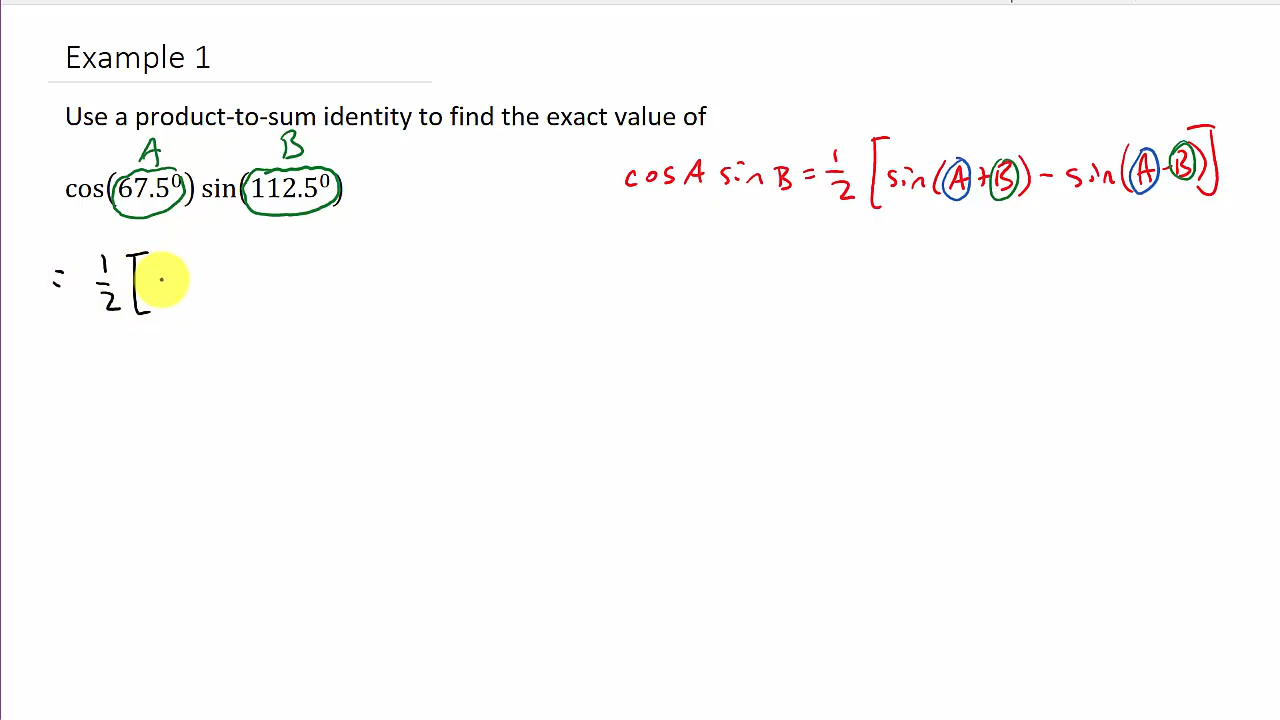 Example 1
Use a product-to-sum identity to find the exact value of
A B
cos(67.5⁰) sin(112.5⁰)
cos A sin B = 1/2 [sin(A+B) - sin(A-B)]
= 1/2 [